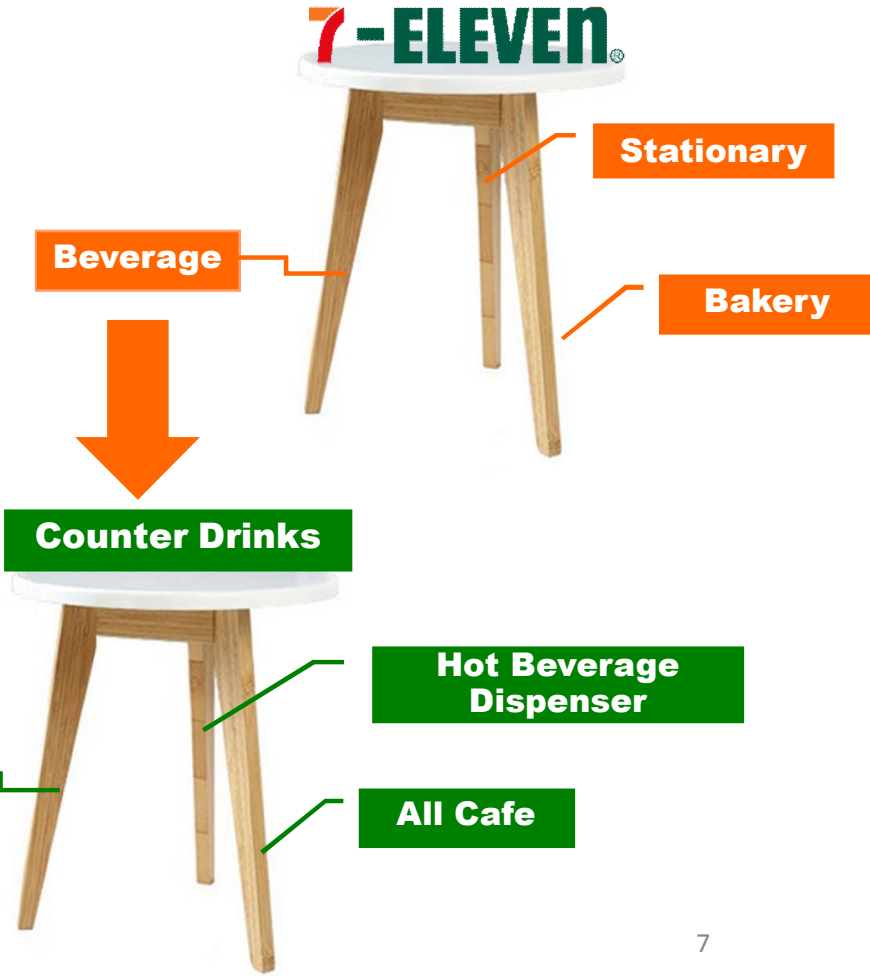 7-ELEVEn®
Stationary
Beverage
Bakery
Counter Drinks
Hot Beverage
Dispenser
All Cafe
7